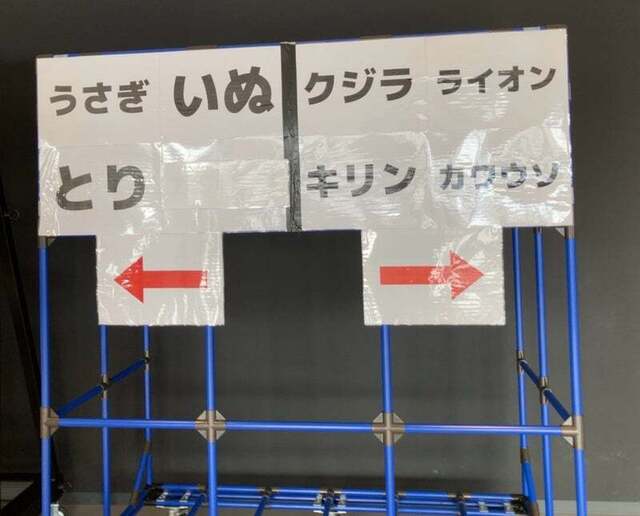 うさぎ いぬ
とり
クジラ ライオン
キリン カワウソ